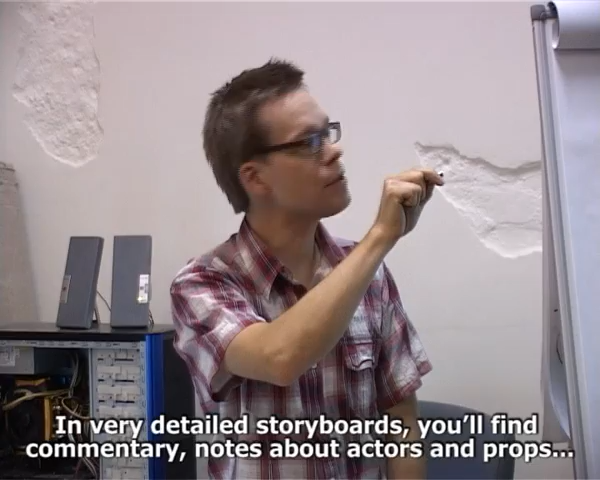 In very detailed storyboards, you'll find
commentary, notes about actors and props...